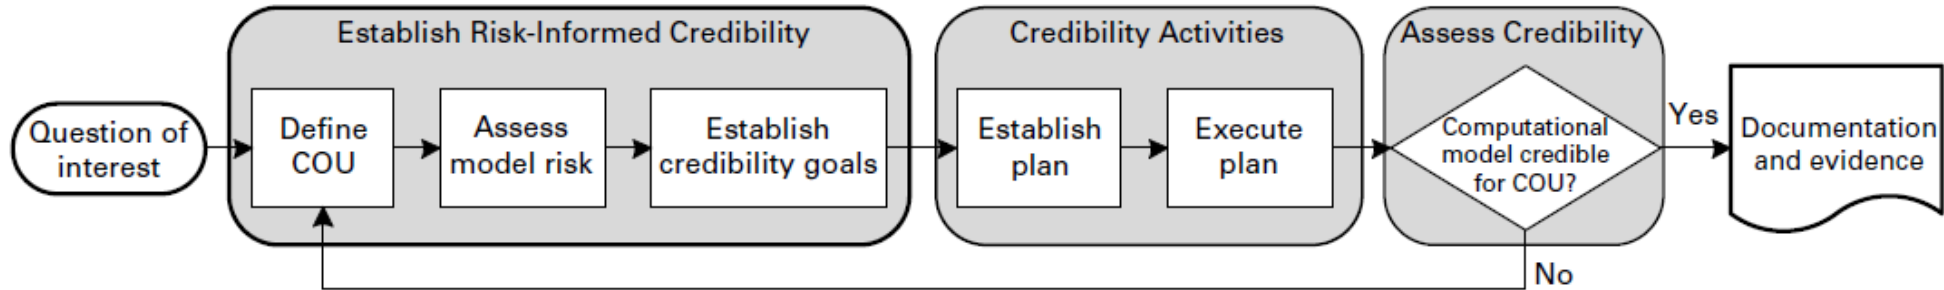 Establish Risk-Informed Credibility
Credibility Activities
Assess Credibility
Question of
interest
Define
COU
Assess
model risk
Establish
credibility goals
Establish
plan
Execute
plan
Computational
model credible
for COU?
Yes
No
Documentation
and evidence